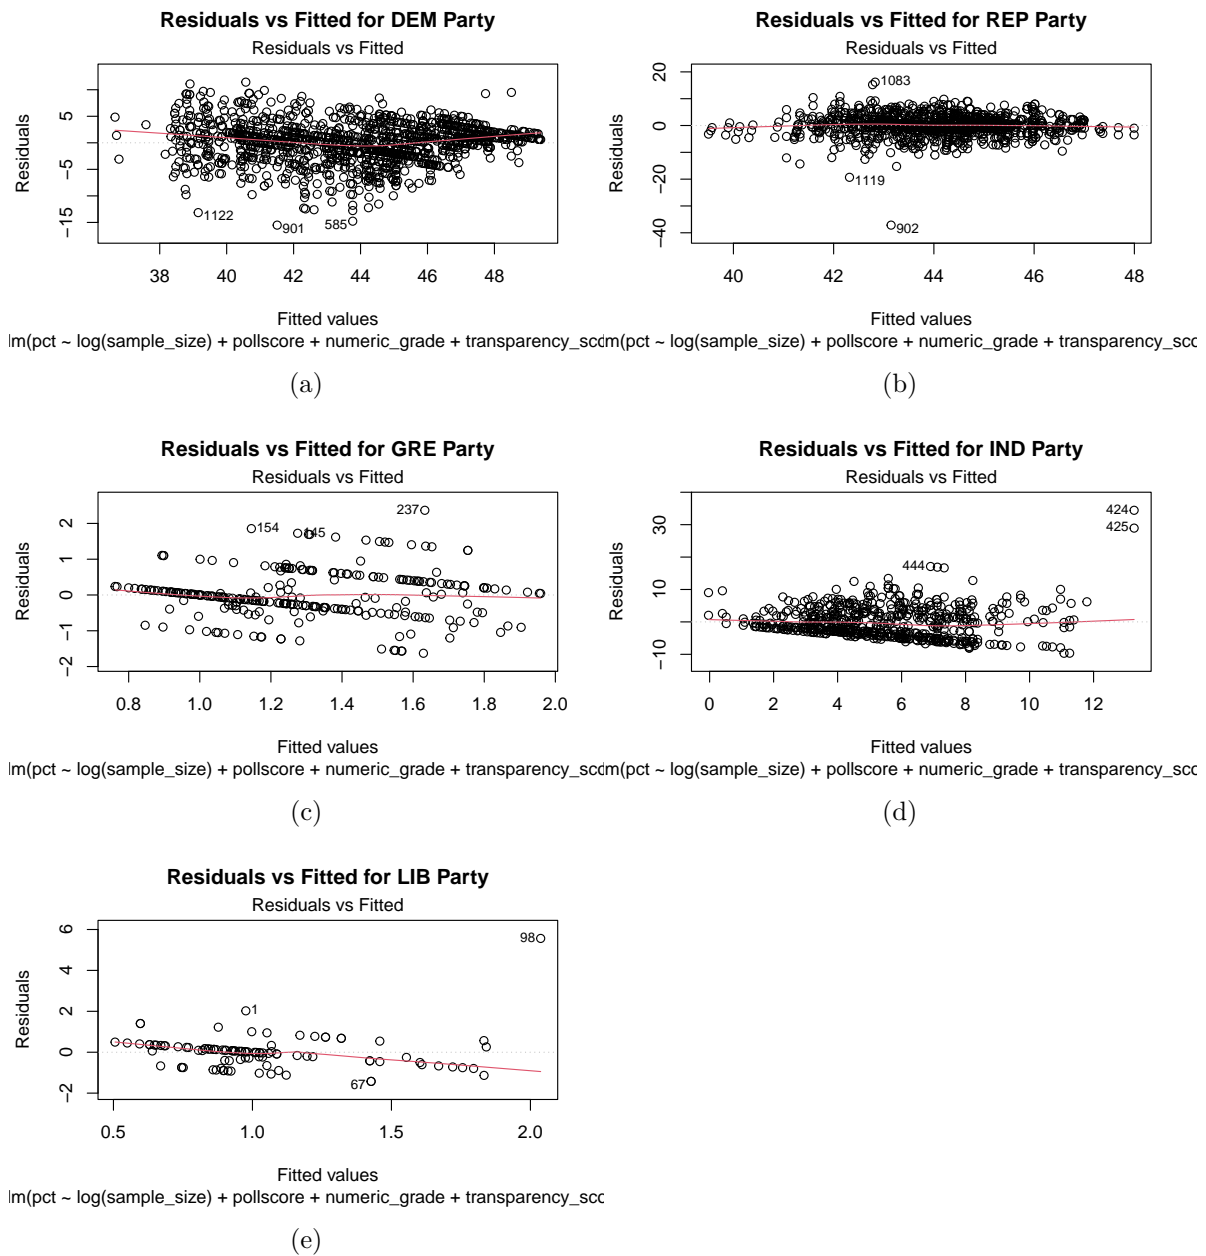 Residuals vs Fitted for DEM Party
Residuals vs Fitted
Residuals
5
-5
-15
1122
901
585
38 40 42 44 46 48
Fitted values
lm(pct ~ log(sample_size) + pollscore + numeric_grade + transparency_sco
(a)
Residuals vs Fitted for REP Party
Residuals vs Fitted
Residuals
20
0
-20
-40
1083
1119
902
40 42 44 46 48
Fitted values
m(pct ~ log(sample_size) + pollscore + numeric_grade + transparency_scc
(b)
Residuals vs Fitted for GRE Party
Residuals vs Fitted
Residuals
2
1
0
-1
-2
237
154
145
0.8 1.0 1.2 1.4 1.6 1.8 2.0
Fitted values
lm(pct ~ log(sample_size) + pollscore + numeric_grade + transparency_sco
(c)
Residuals vs Fitted for IND Party
Residuals vs Fitted
Residuals
30
10
-10
424
425
444
0 2 4 6 8 10 12
Fitted values
m(pct ~ log(sample_size) + pollscore + numeric_grade + transparency_scc
(d)
Residuals vs Fitted for LIB Party
Residuals vs Fitted
Residuals
6
4
2
0
-2
98
1
67
0.5 1.0 1.5 2.0
Fitted values
lm(pct ~ log(sample_size) + pollscore + numeric_grade + transparency_scc
(e)